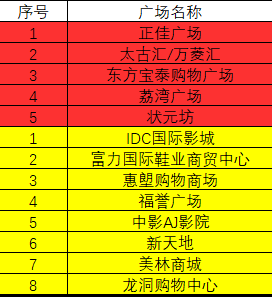 序号 广场名称
1 正佳广场
2 太古汇/万菱汇
3 东方宝泰购物广场
4 荔湾广场
5 状元坊
1 IDC国际影城
2 富力国际鞋业商贸中心
3 惠塱购物商场
4 福誉广场
5 中影AJ影院
6 新天地
7 美林商城
8 龙洞购物中心